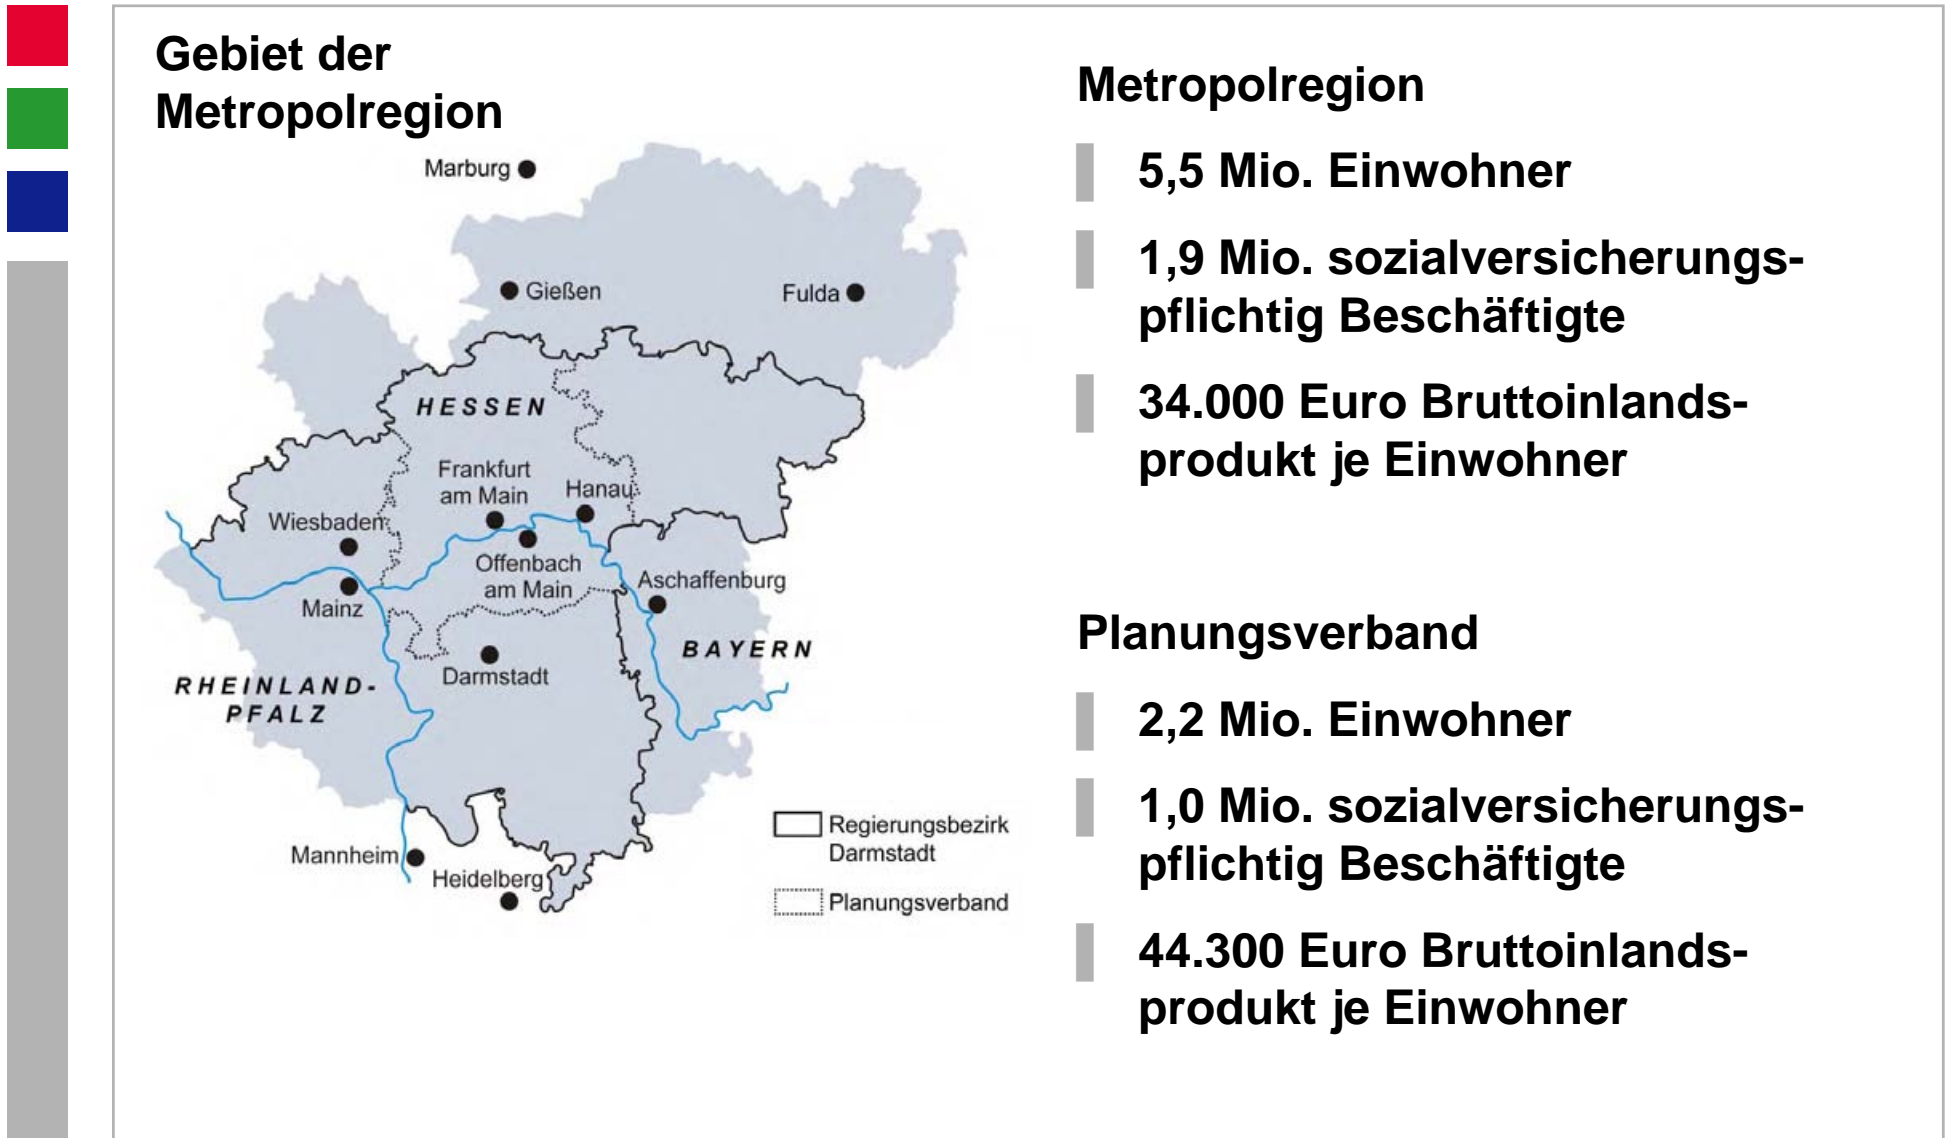 Gebiet der
Metropolregion
Marburg
Gießen
Fulda
HESSEN
Frankfurt
am Main
Hanau
Wiesbaden
Offenbach
am Main
Aschaffenburg
Mainz
BAYERN
Darmstadt
RHEINLAND-
PFALZ
Mannheim
Heidelberg
Regierungsbezirk
Darmstadt
Planungsverband
Metropolregion
5,5 Mio. Einwohner
1,9 Mio. sozialversicherungs-
pflichtig Beschäftigte
34.000 Euro Bruttoinlands-
produkt je Einwohner
Planungsverband
2,2 Mio. Einwohner
1,0 Mio. sozialversicherungs-
pflichtig Beschäftigte
44.300 Euro Bruttoinlands-
produkt je Einwohner